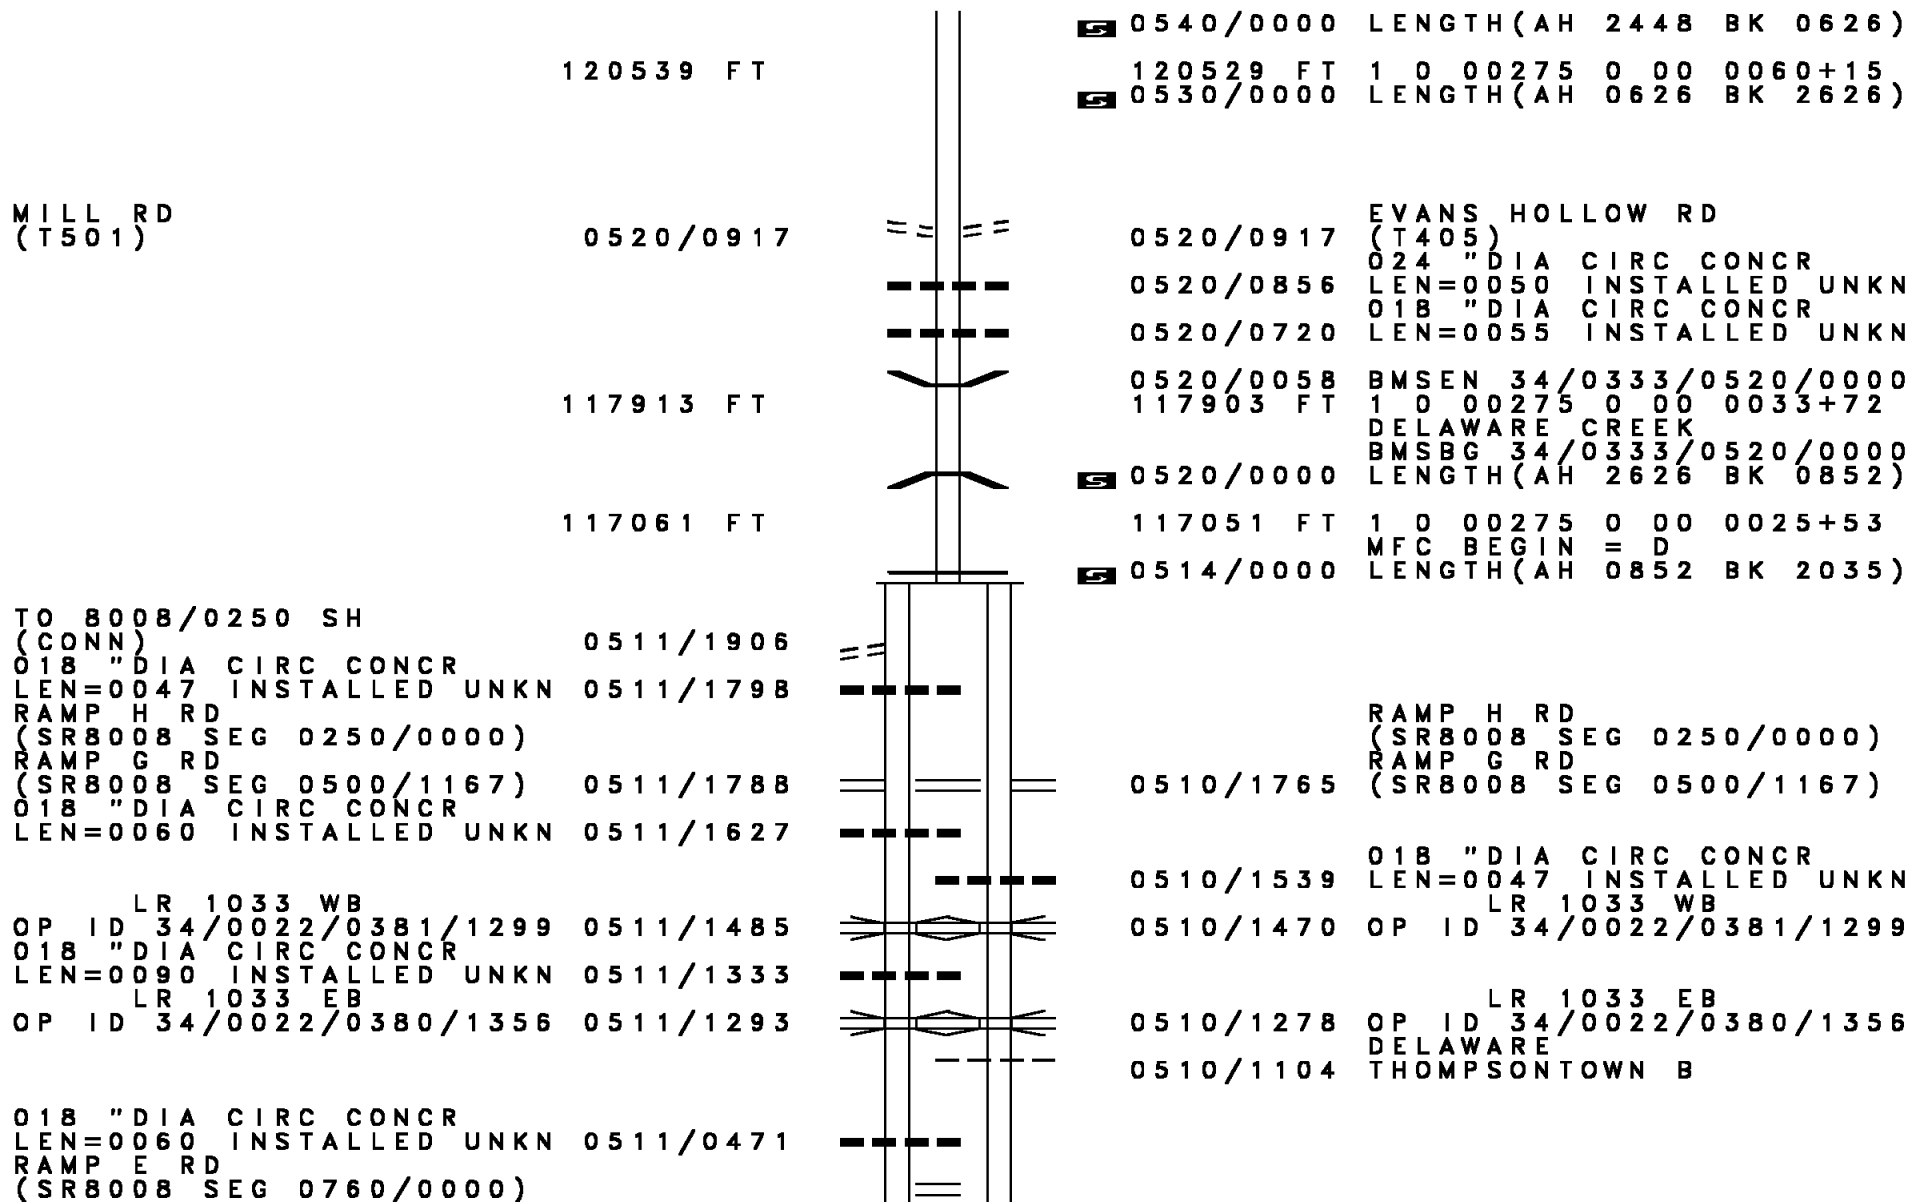 S 0540/0000 LENGTH(AH 2448 BK 0626)
120539 FT 120529 FT 1 0 00275 0 00 0060+15
S 0530/0000 LENGTH(AH 0626 BK 2626)
MILL RD EVANS HOLLOW RD
(T501) 0520/0917 0520/0917 (T405)
024 "DIA CIRC CONCR
0520/0856 LEN=0050 INSTALLED UNKN
018 "DIA CIRC CONCR
0520/0720 LEN=0055 INSTALLED UNKN
0520/0058 BMSEN 34/0333/0520/0000
117913 FT 117903 FT 1 0 00275 0 00 0033+72
DELAWARE CREEK
BMSBG 34/0333/0520/0000
S 0520/0000 LENGTH(AH 2626 BK 0852)
117061 FT 117051 FT 1 0 00275 0 00 0025+53
MFC BEGIN = D
S 0514/0000 LENGTH(AH 0852 BK 2035)
TO 8008/0250 SH
(CONN) 0511/1906
018 "DIA CIRC CONCR
LEN=0047 INSTALLED UNKN 0511/1798
RAMP H RD RAMP H RD
(SR8008 SEG 0250/0000) (SR8008 SEG 0250/0000)
RAMP G RD RAMP G RD
(SR8008 SEG 0500/1167) 0511/1788 0510/1765 (SR8008 SEG 0500/1167)
018 "DIA CIRC CONCR
LEN=0060 INSTALLED UNKN 0511/1627
018 "DIA CIRC CONCR
0510/1539 LEN=0047 INSTALLED UNKN
LR 1033 WB LR 1033 WB
OP ID 34/0022/0381/1299 0511/1485 0510/1470 OP ID 34/0022/0381/1299
018 "DIA CIRC CONCR
LEN=0090 INSTALLED UNKN 0511/1333
LR 1033 EB LR 1033 EB
OP ID 34/0022/0380/1356 0511/1293 0510/1278 OP ID 34/0022/0380/1356
DELAWARE
0510/1104 THOMPSONTOWN B
018 "DIA CIRC CONCR
LEN=0060 INSTALLED UNKN 0511/0471
RAMP E RD
(SR8008 SEG 0760/0000)